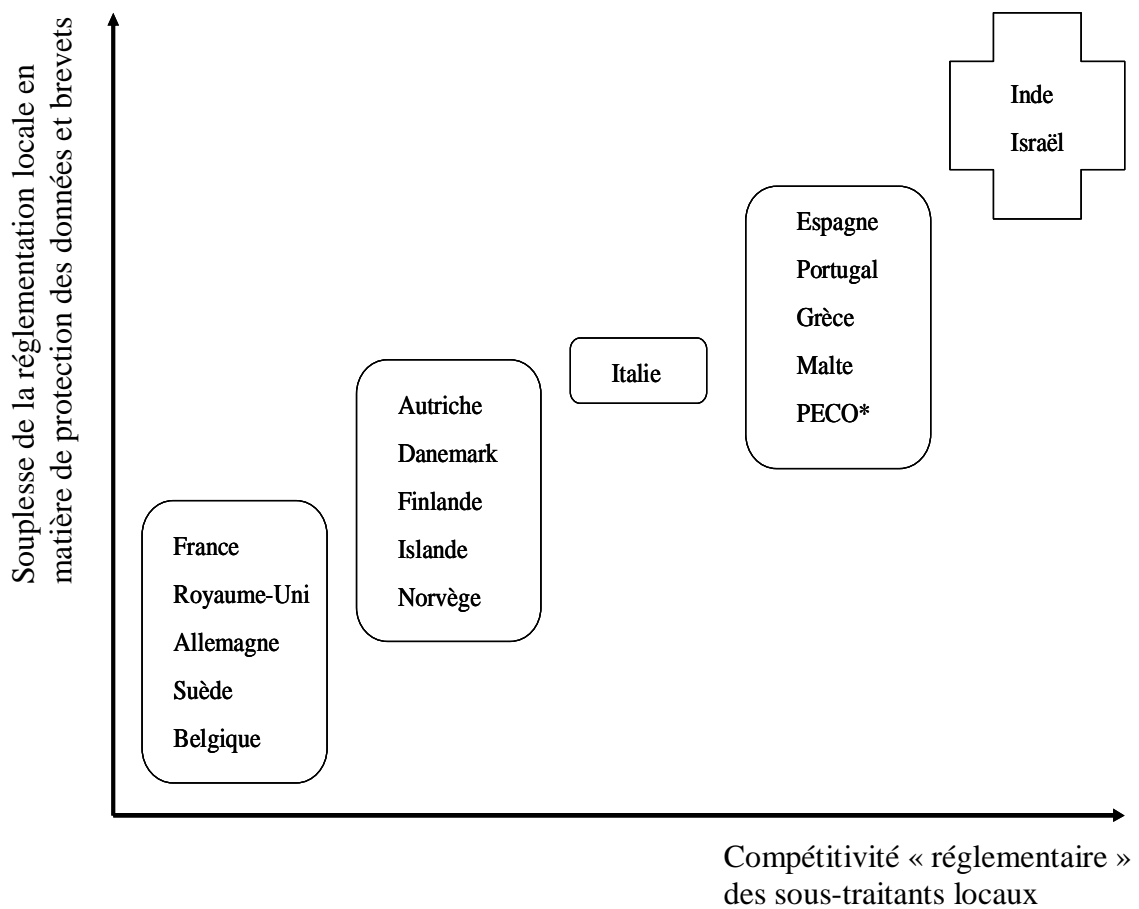 Souplesse de la réglementation locale en
matière de protection des données et brevets
Inde
Israël
Espagne
Portugal
Grèce
Malte
PECO*
Italie
Autriche
Danemark
Finlande
Islande
Norvège
France
Royaume-Uni
Allemagne
Suède
Belgique
Compétitivité « réglementaire »
des sous-traitants locaux